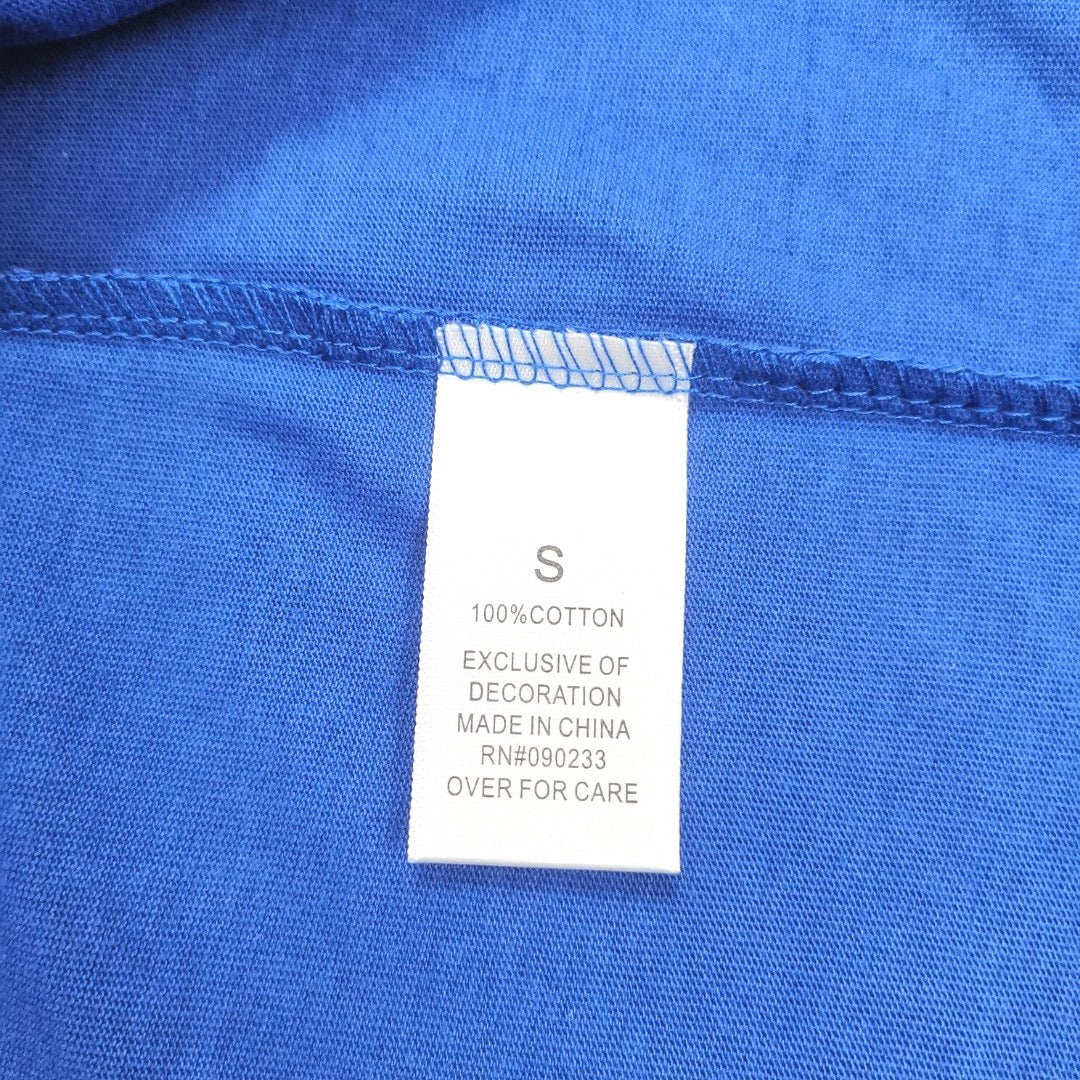 S
100%COTTON
EXCLUSIVE OF
DECORATION
MADE IN CHINA
RN#090233
OVER FOR CARE